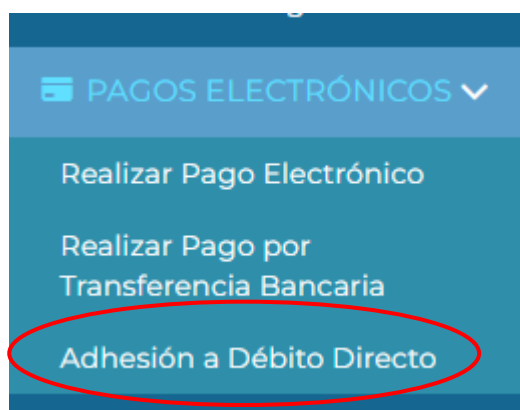 PAGOS ELECTRÓNICOS
Realizar Pago Electrónico
Realizar Pago por
Transferencia Bancaria
Adhesión a Débito Directo